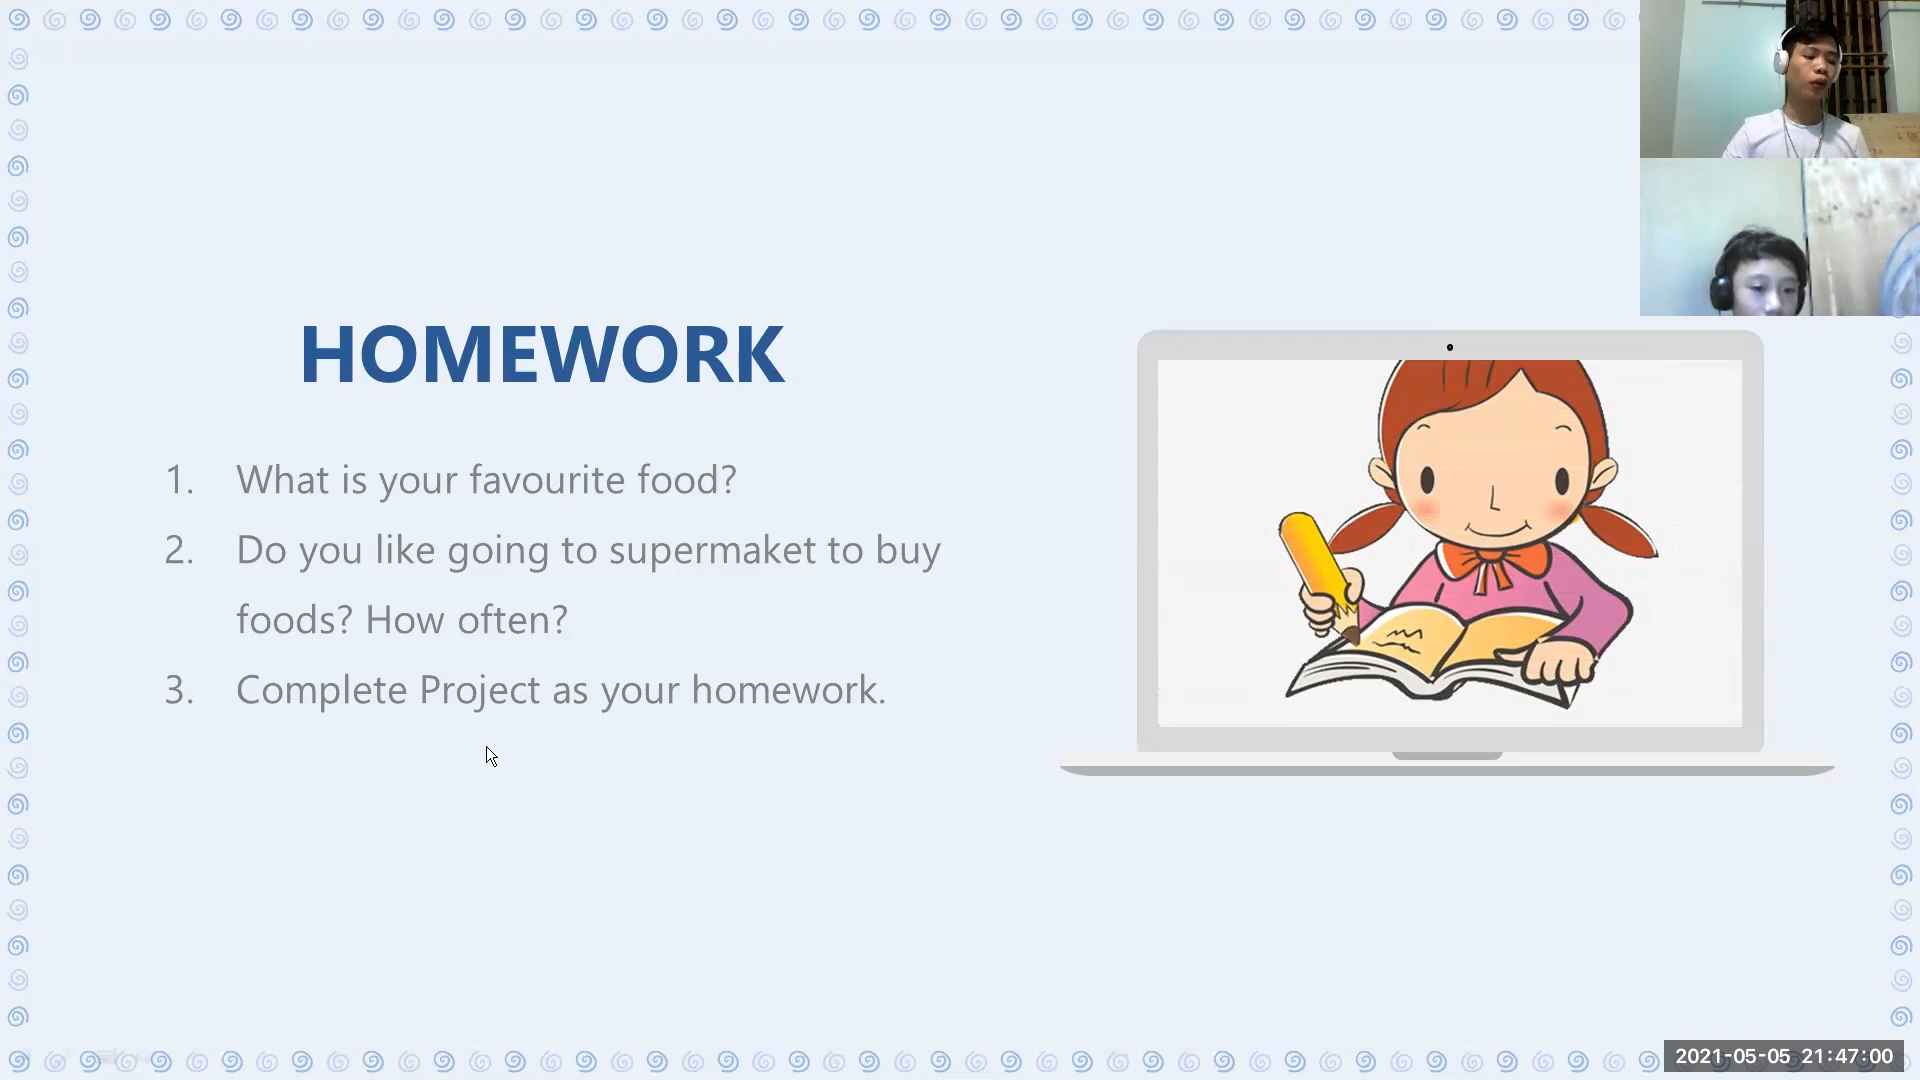 HOMEWORK
1. What is your favourite food?
2. Do you like going to supermaket to buy
foods? How often?
3. Complete Project as your homework.
2021-05-05 21:47:00